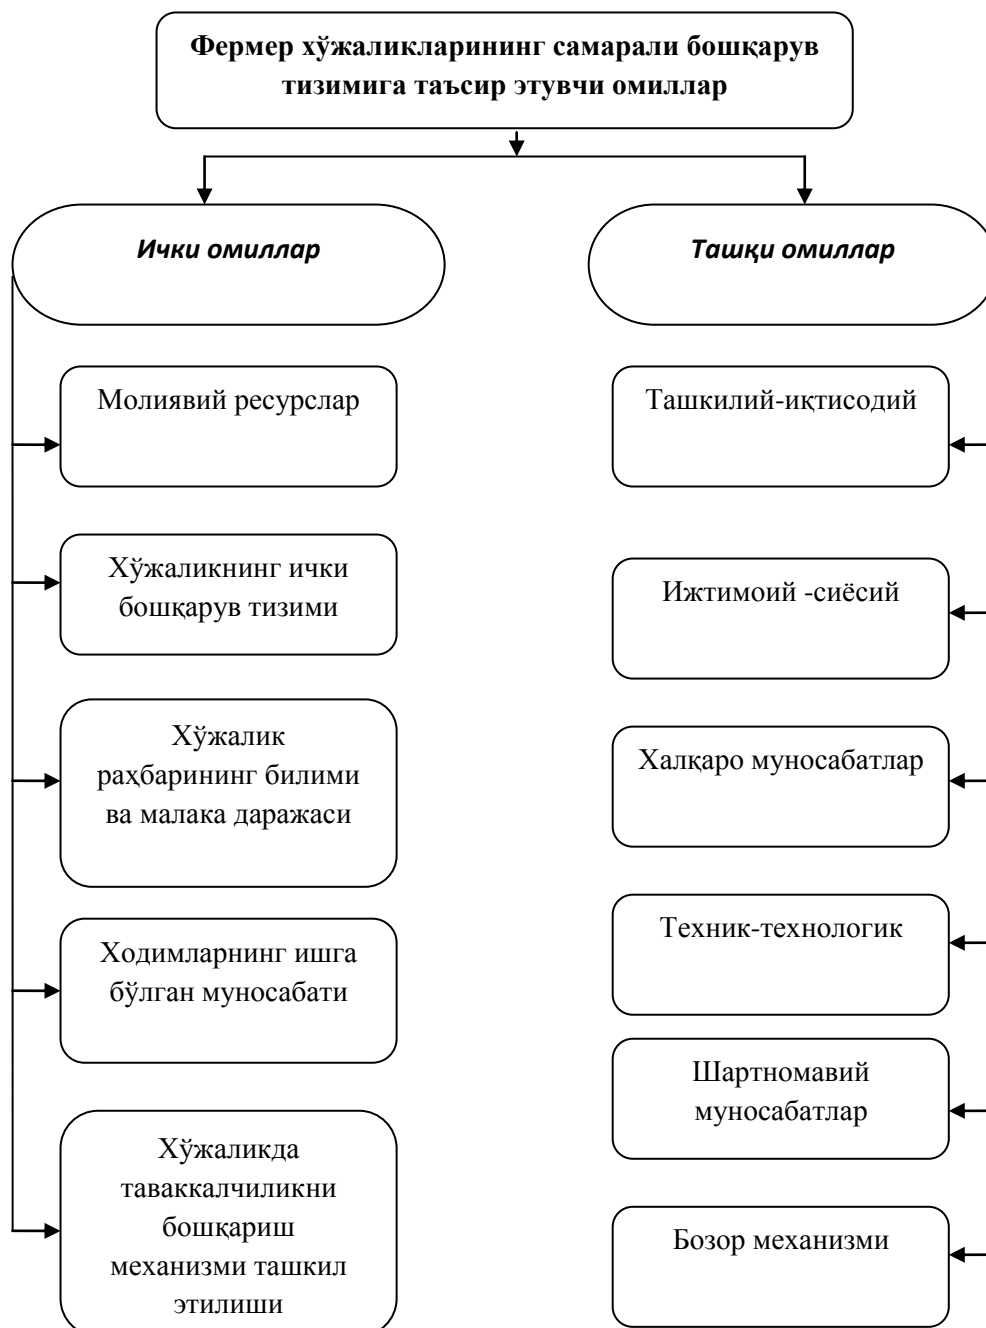 Фермер хўжаликларининг самарали бошқарув
тизимига таъсир этувчи омиллар
Ички омиллар
Ташқи омиллар
Молиявий ресурслар
Хўжаликнинг ички
бошқарув тизими
Хўжалик
раҳбарининг билими
ва малака даражаси
Ходимларнинг ишга
бўлган муносабати
Хўжаликда
таваккалчиликни
бошқариш
механизми ташкил
этилиши
Ташкилий-иқтисодий
Ижтимоий -сиёсий
Халқаро муносабатлар
Техник-технологик
Шартномавий
муносабатлар
Бозор механизми